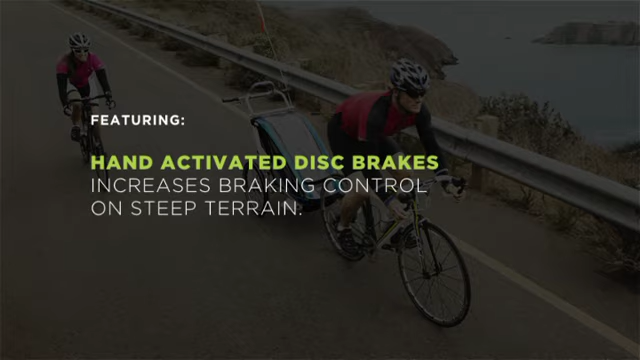 FEATURING:
HAND ACTIVATED DISC BRAKES
INCREASES BRAKING CONTROL
ON STEEP TERRAIN.